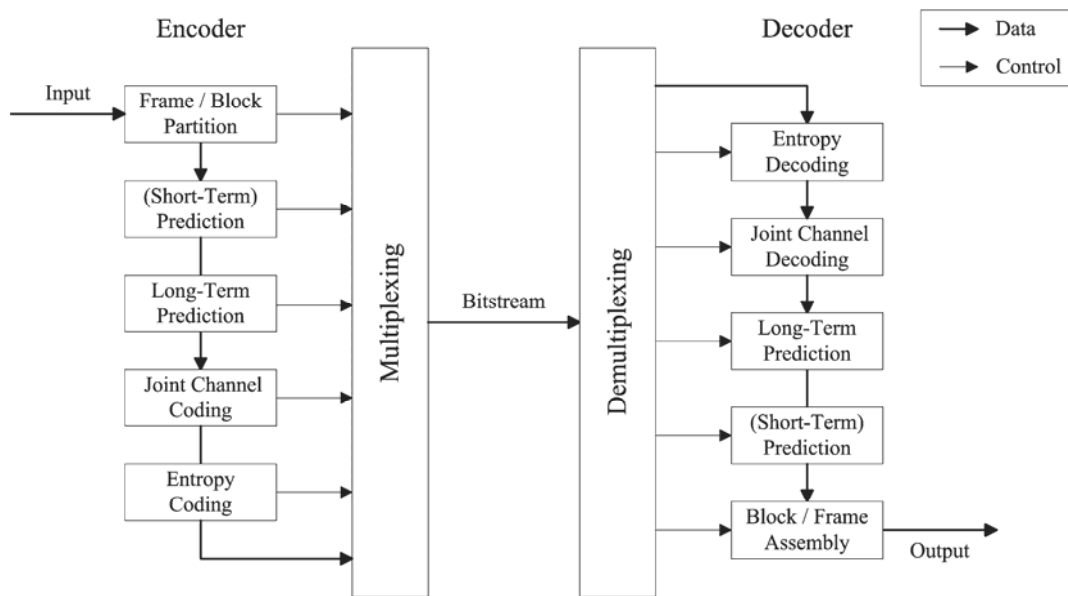 Encoder
Decoder
Data
Control
Input
Frame / Block
Partition
(Short-Term)
Prediction
Long-Term
Prediction
Joint Channel
Coding
Entropy
Coding
Multiplexing
Bitstream
Demultiplexing
Entropy
Decoding
Joint Channel
Decoding
Long-Term
Prediction
(Short-Term)
Prediction
Block / Frame
Assembly
Output